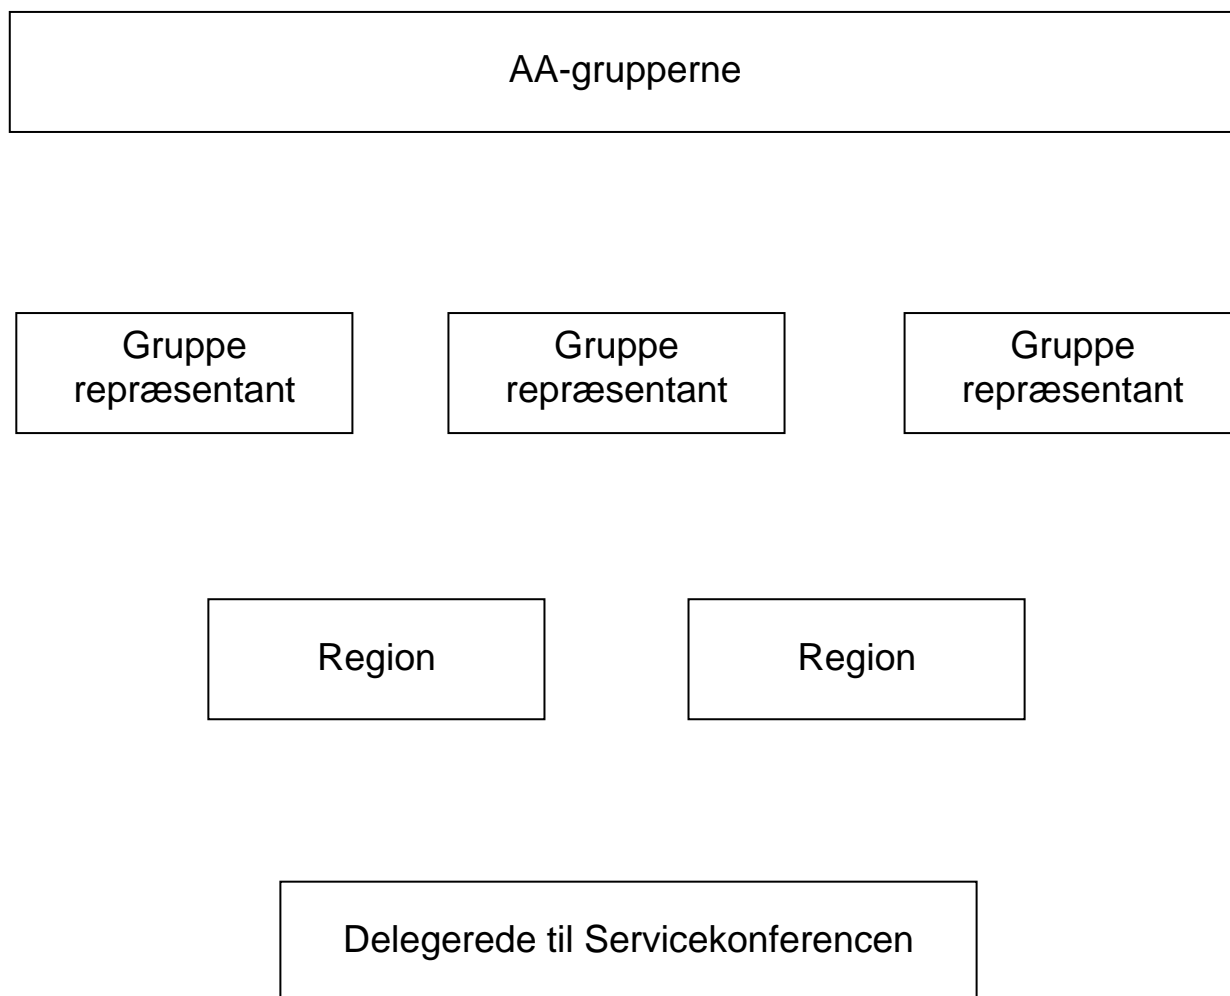 AA-grupperne
Gruppe
repræsentant
Gruppe
repræsentant
Gruppe
repræsentant
Region
Region
Delegerede til Servicekonferencen